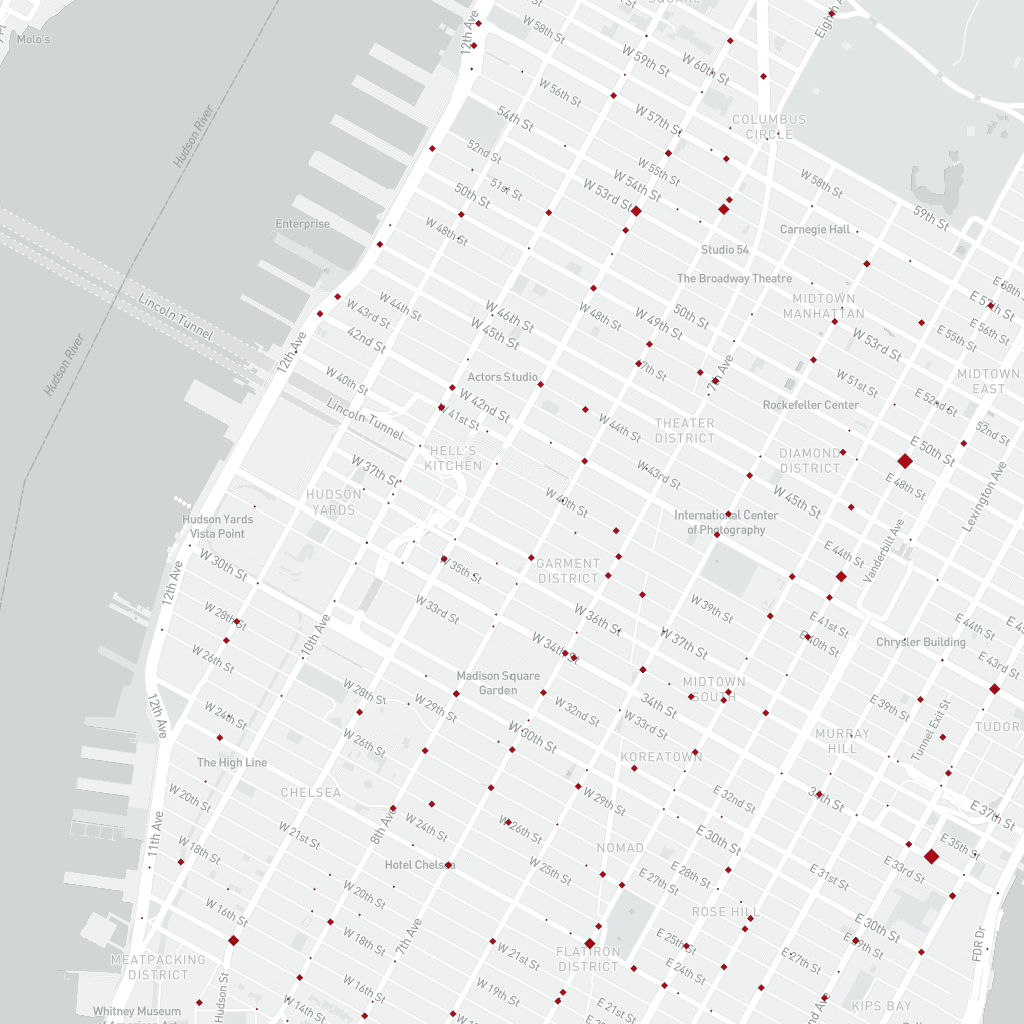 SQUARE
Eighth A
Molo's
12th Ave
W 58th St
W 59th St
W 60th St
W 56th St
W 57th St
54th St
COLUMBUS
CIRCLE
Hudson River
52nd St
W 55th St
51st St
W 54th St
W 58th St
50th St
W 53rd St
59th St
Enterprise
W 48th St
Carnegie Hall
Studio 54
The Broadway Theatre
E 58th St
Lincoln Tunnel
W 44th St
W 43rd St
W 46th St
W 48th St
50th St
MIDTOWN
MANHATTAN
E 57th St
E 56th St
E 55th St
W 45th St
W 49th St
42nd St
W 53rd St
12th Ave
Hudson River
47th St
7th Ave
MIDTOWN
EAST
W 40th St
Actors Studio
W 51st St
E 52nd St
W 42nd St
Rockefeller Center
Lincoln Tunnel
W 41st St
W 44th St
THEATER
DISTRICT
52nd St
E 50th St
HELL'S
KITCHEN
DIAMOND
DISTRICT
W 37th St
W 43rd St
E 48th St
HUDSON
YARDS
W 40th St
W 45th St
Lexington Ave
Hudson Yards
Vista Point
International Center
of Photography
Vanderbilt Ave
E 44th St
W 30th St
W 35th St
GARMENT
DISTRICT
12th Ave
W 28th St
W 33rd St
W 36th St
W 39th St
E 41st St
E 44th St
10th Ave
W 34th St
W 37th St
E 40th St
Chrysler Building
W 26th St
E 43rd St
Madison Square
Garden
MIDTOWN
SOUTH
12th Ave
W 24th St
W 28th St
W 29th St
W 32nd St
34th St
W 33rd St
E 39th St
Tunnel Exit St
TUDOR
W 26th St
W 30th St
MURRAY
HILL
The High Line
KOREATOWN
CHELSEA
W 20th St
W 29th St
E 32nd St
34th St
E 37th St
11th Ave
8th Ave
W 24th St
W 26th St
E 30th St
W 21st St
NOMAD
E 35th St
W 18th St
Hotel Chelsea
W 25th St
E 27th St
E 28th St
E 31st St
E 33rd St
W 20th St
W 16th St
ROSE HILL
E 30th St
7th Ave
W 18th St
W 21st St
E 25th St
E 29th St
FDR Dr
MEATPACKING
DISTRICT
FLATIRON
DISTRICT
E 24th St
E 27th St
Hudson St
W 16th St
W 19th St
W 14th St
E 21st St
KIPS BAY
Whitney Museum